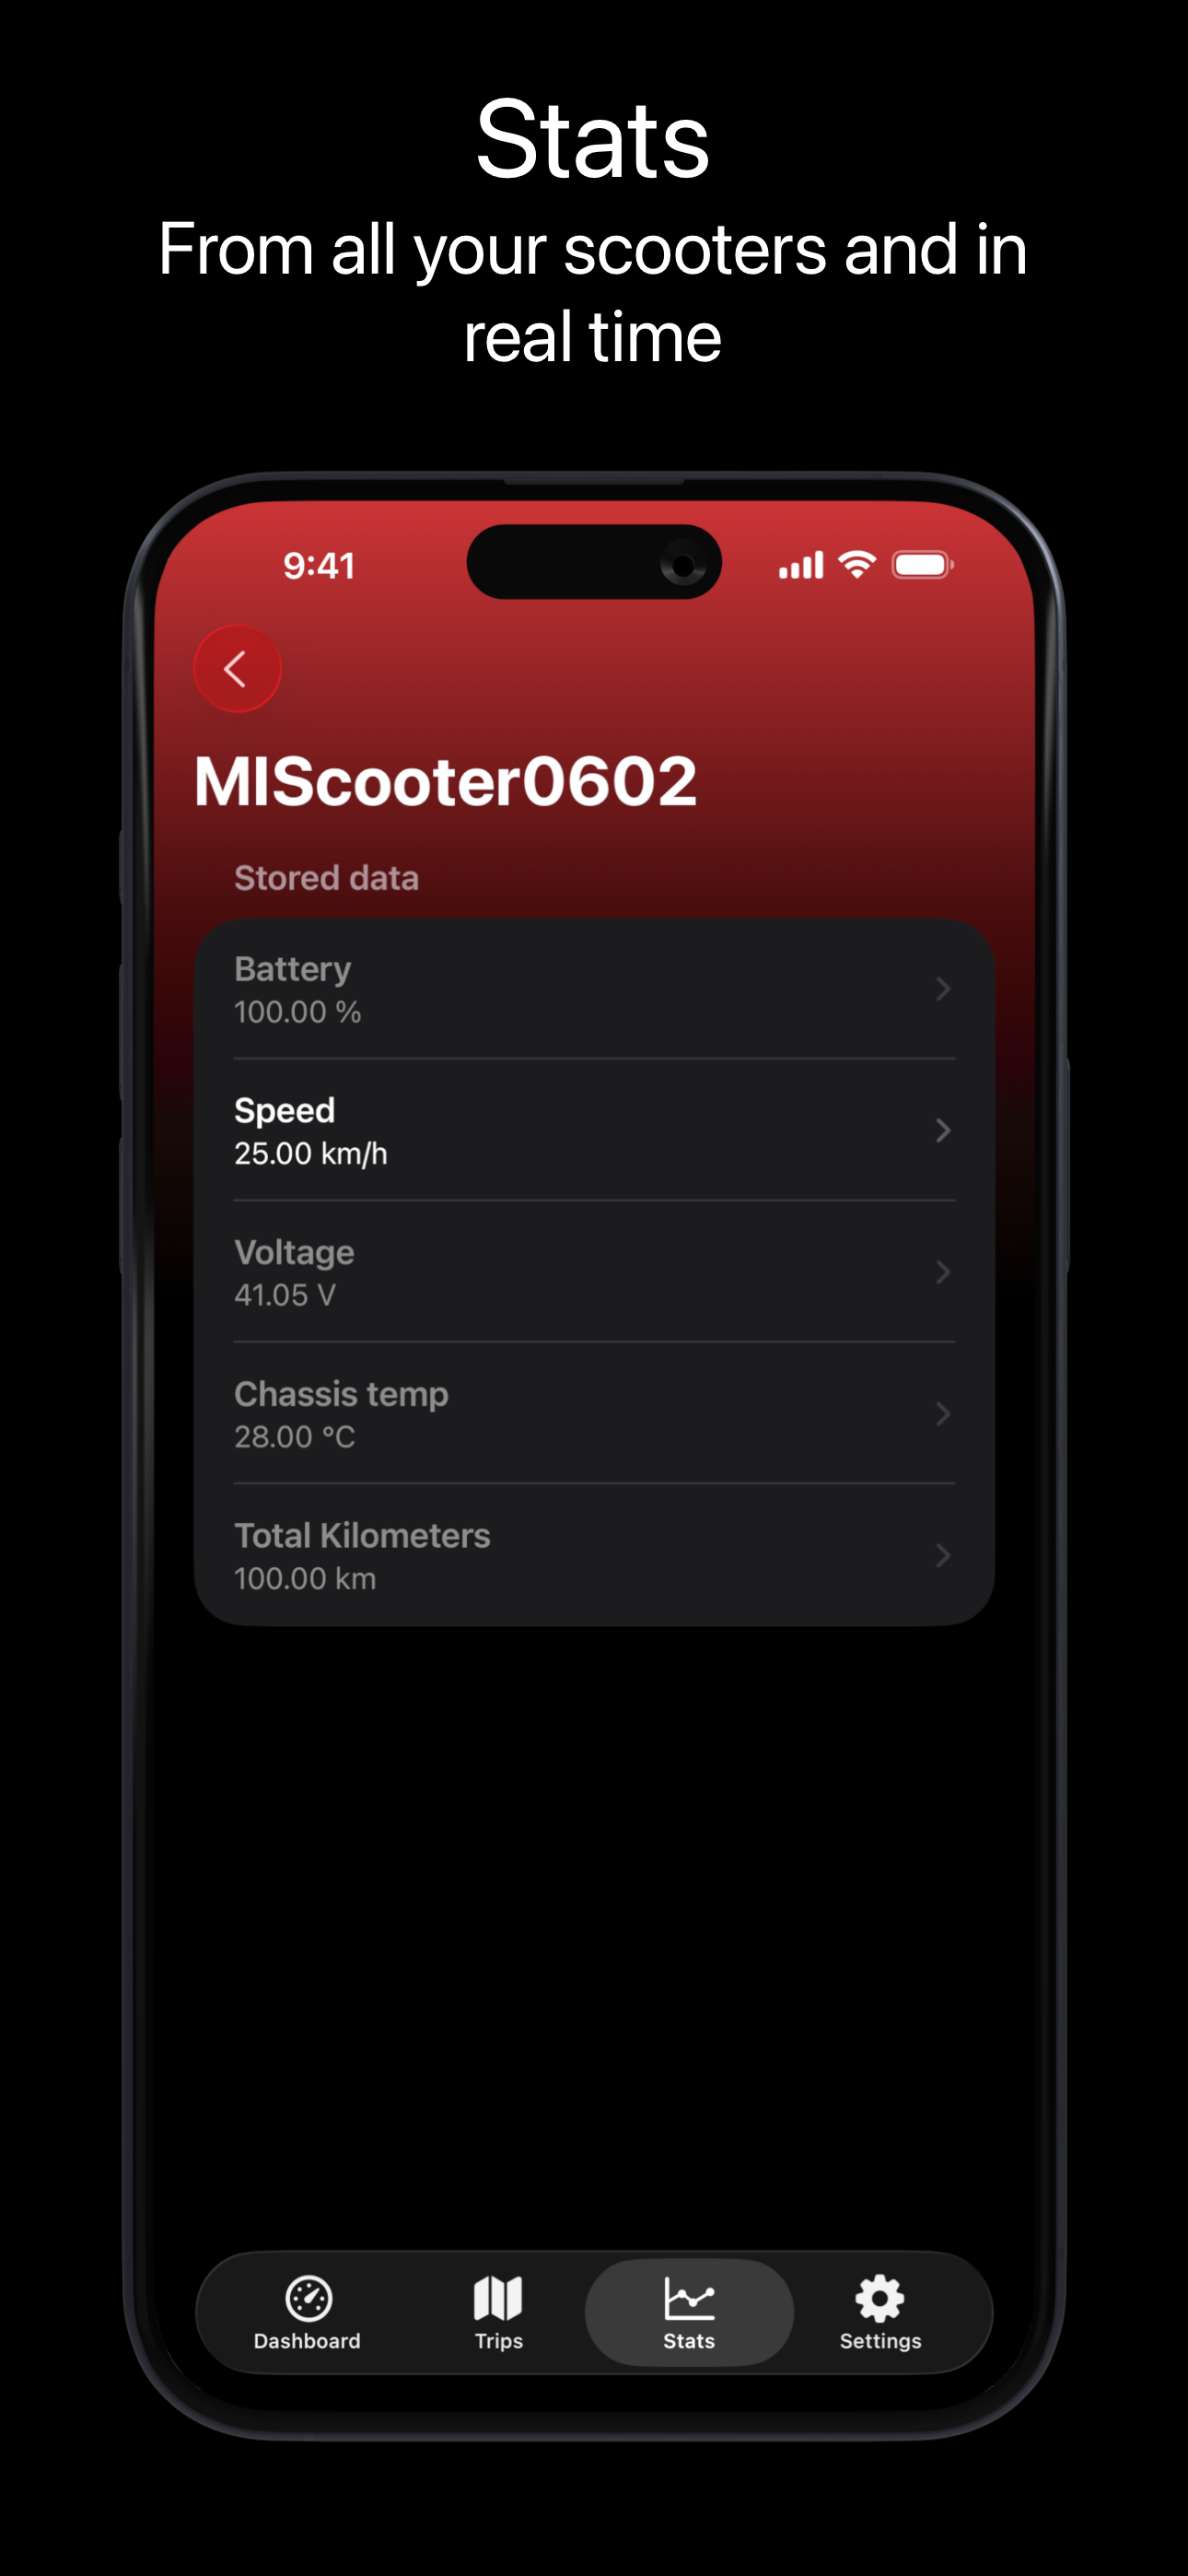 Stats
From all your scooters and in
real time
9:41
MIScooter0602
Stored data
Battery
100.00 %
Speed
25.00 km/h
Voltage
41.05 V
Chassis temp
28.00 °C
Total Kilometers
100.00 km
Dashboard
Trips
Stats
Settings